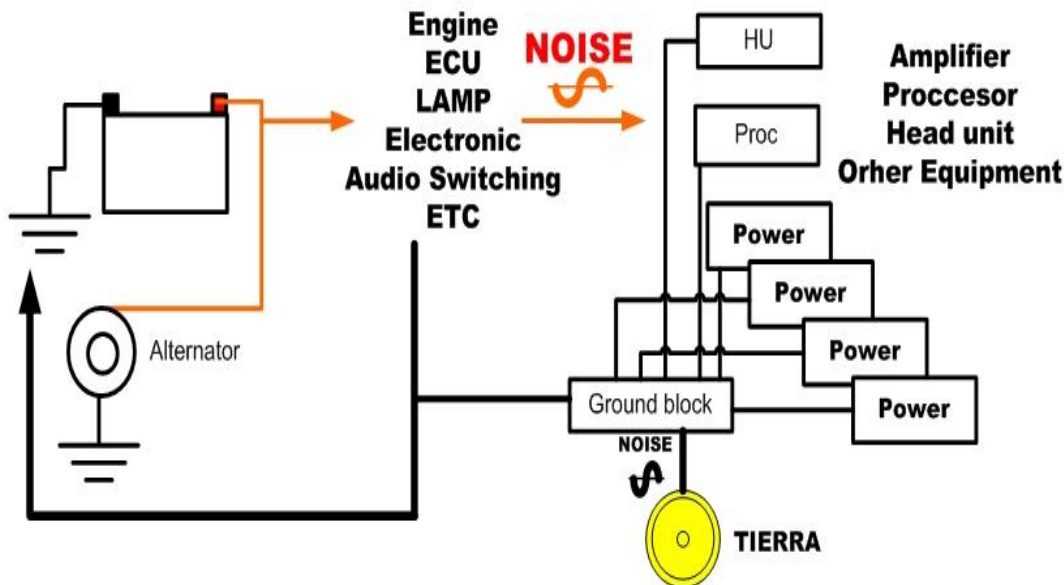 Engine
ECU
LAMP
Electronic
Audio Switching
ETC
NOISE
HU
Proc
Amplifier
Proccesor
Head unit
Orher Equipment
Power
Power
Power
Power
Alternator
Ground block
NOISE
TIERRA